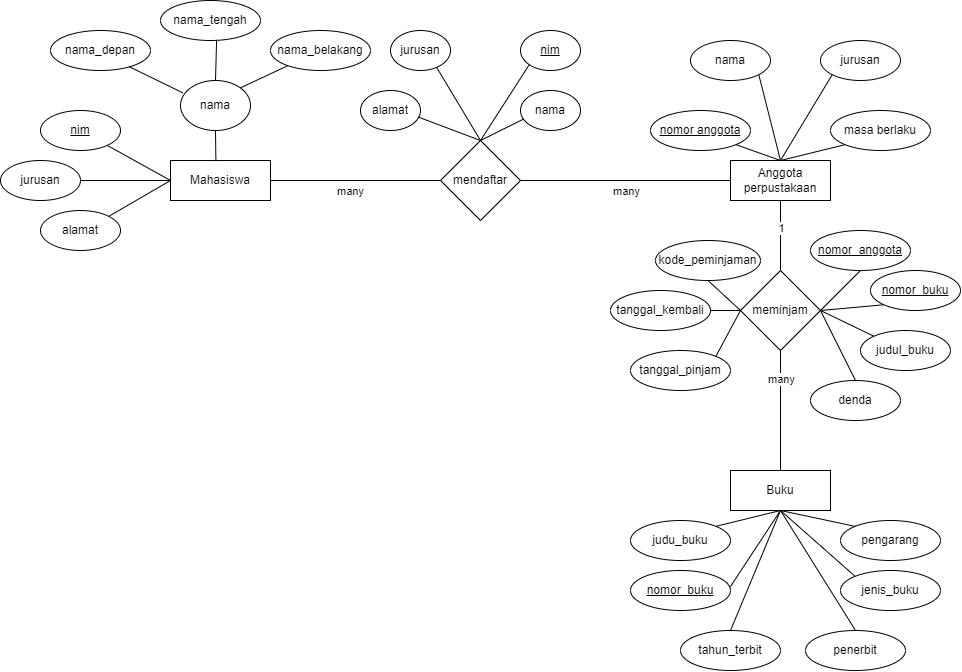 nama_tengah
nama_depan
nama_belakang
nama
nim
jurusan
alamat
Mahasiswa
many
jurusan
nim
alamat
nama
mendaftar
many
nama
jurusan
nomor anggota
masa berlaku
Anggota
perpustakaan
1
kode_peminjaman
nomor_anggota
tanggal_kembali
meminjam
nomor_buku
judul_buku
tanggal_pinjam
denda
many
Buku
judu_buku
pengarang
nomor_buku
jenis_buku
tahun_terbit
penerbit